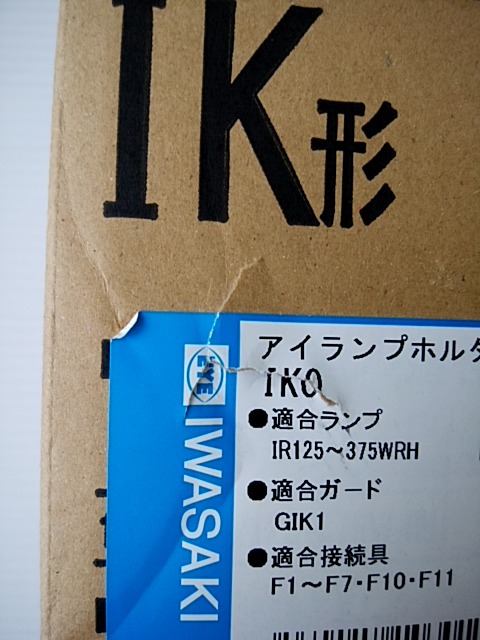 IK形
EYE
IWASAKI
アイランプホルダ
IK0
●適合ランプ
IR125～375WRH
●適合ガード
GIK1
●適合接続具
F1～F7・F10・F11